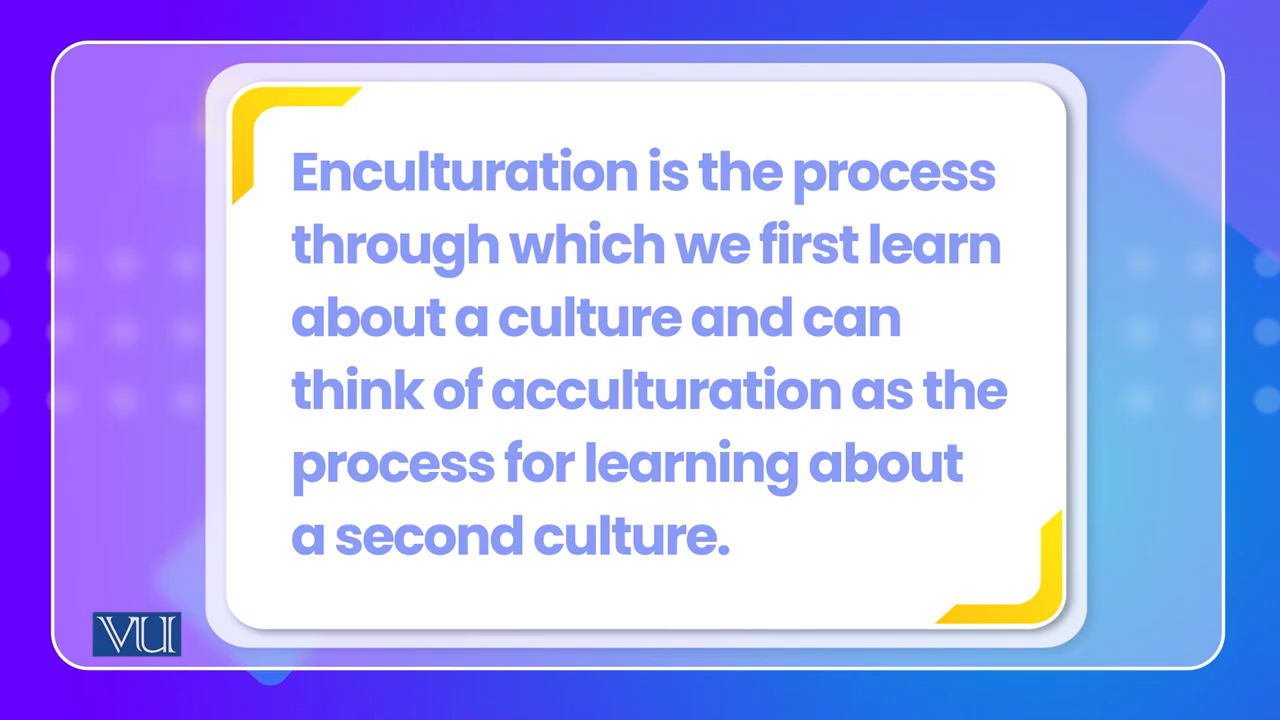 Enculturation is the process
through which we first learn
about a culture and can
think of acculturation as the
process for learning about
a second culture.
VU